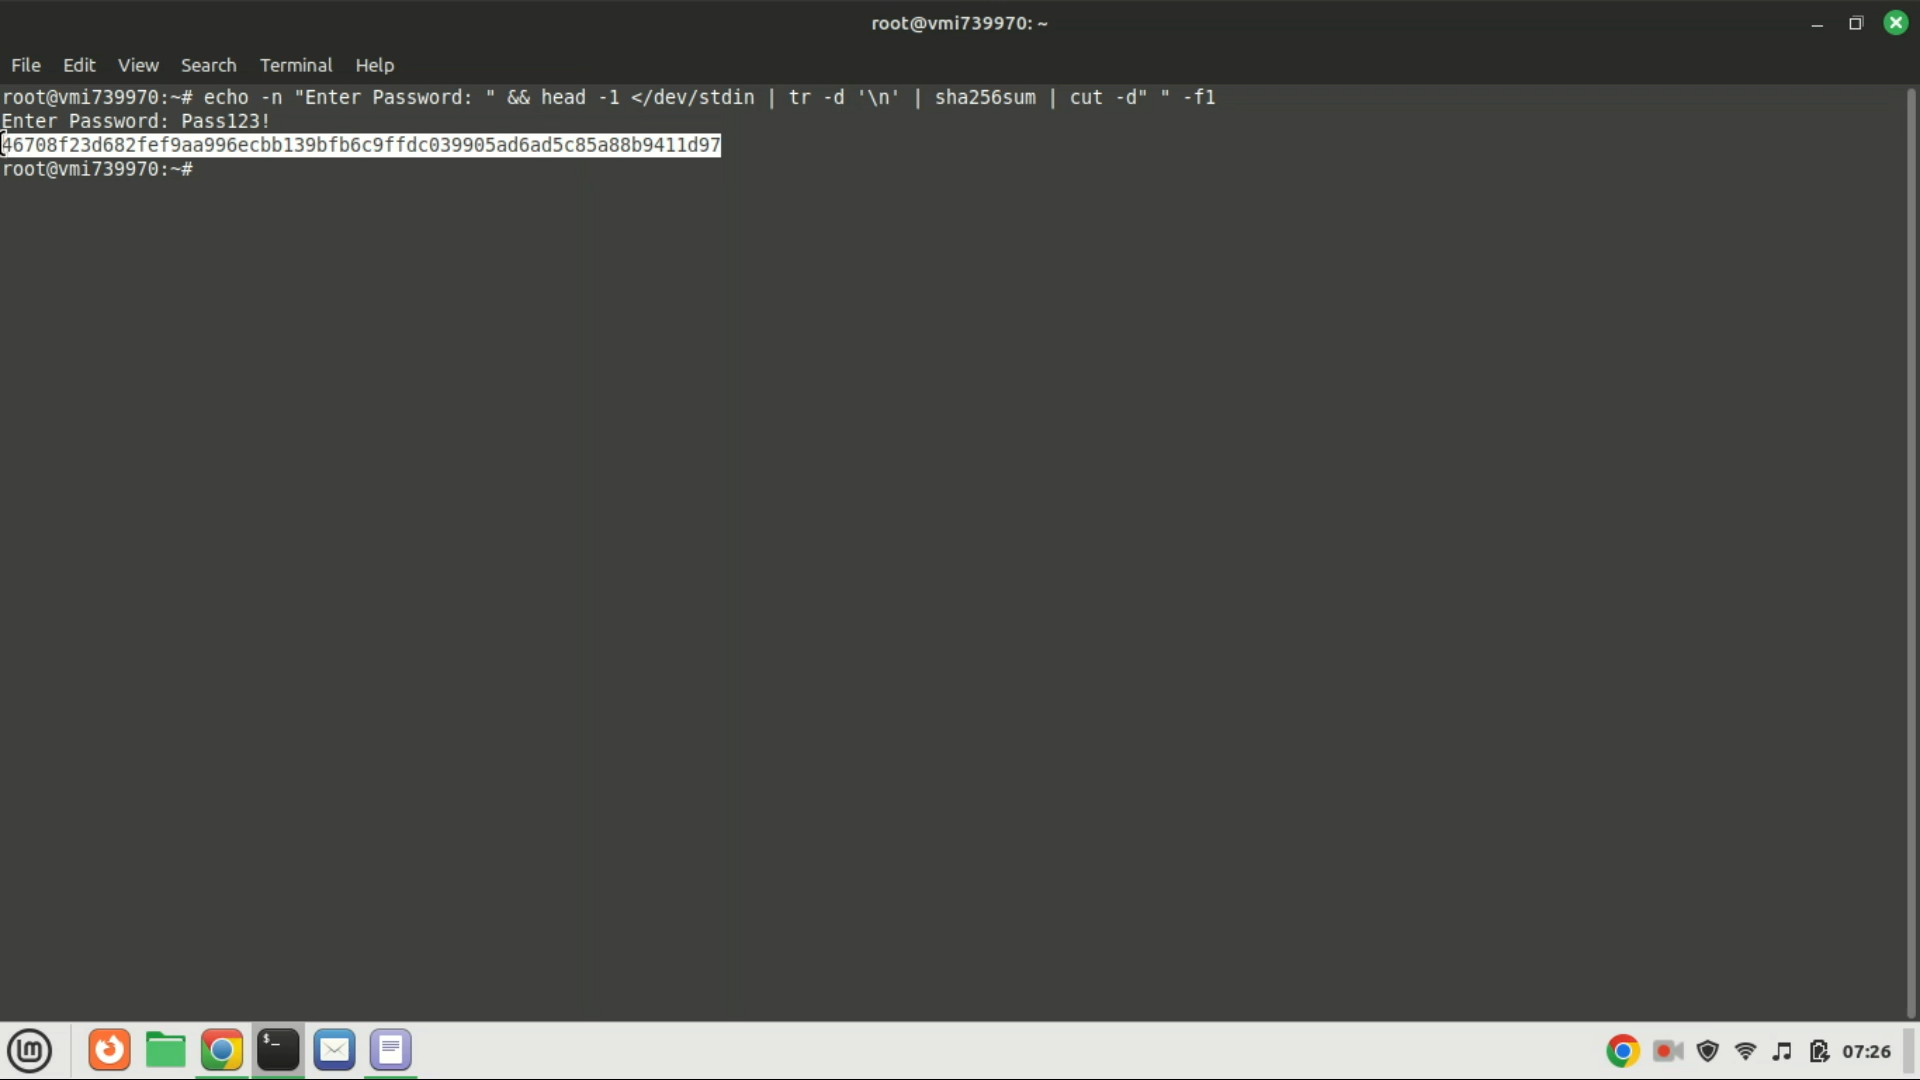 root@vmi739970: ~
File Edit View Search Terminal Help
root@vmi739970:~# echo -n "Enter Password: " && head -1 </dev/stdin | tr -d '\n' | sha256sum | cut -d" " -f1
Enter Password: Pass123!
46708f23d682fef9aa996ecbb139bfb6c9ffdc039905ad6ad5c85a88b9411d97
root@vmi739970:~#
$_
07:26